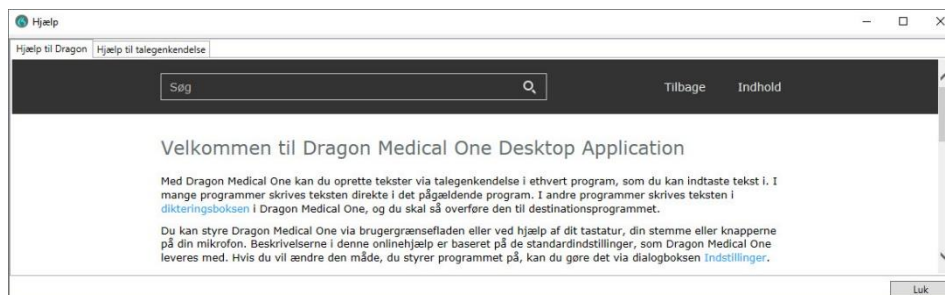 Hjælp
Hjælp til Dragon Hjælp til talegenkendelse
Søg Tilbage Indhold
Velkommen til Dragon Medical One Desktop Application
Med Dragon Medical One kan du oprette tekster via talegenkendelse i ethvert program, som du kan indtaste tekst i. I
mange programmer skrives teksten direkte i det pågældende program. I andre programmer skrives teksten i
dikteringsboksen i Dragon Medical One, og du skal så overføre den til destinationsprogrammet.
Du kan styre Dragon Medical One via brugergrænsefladen eller ved hjælp af dit tastatur, din stemme eller knapperne
på din mikrofon. Beskrivelserne i denne onlinehjælp er baseret på de standardindstillinger, som Dragon Medical One
leveres med. Hvis du vil ændre den måde, du styrer programmet på, kan du gøre det via dialogboksen Indstillinger.
Luk